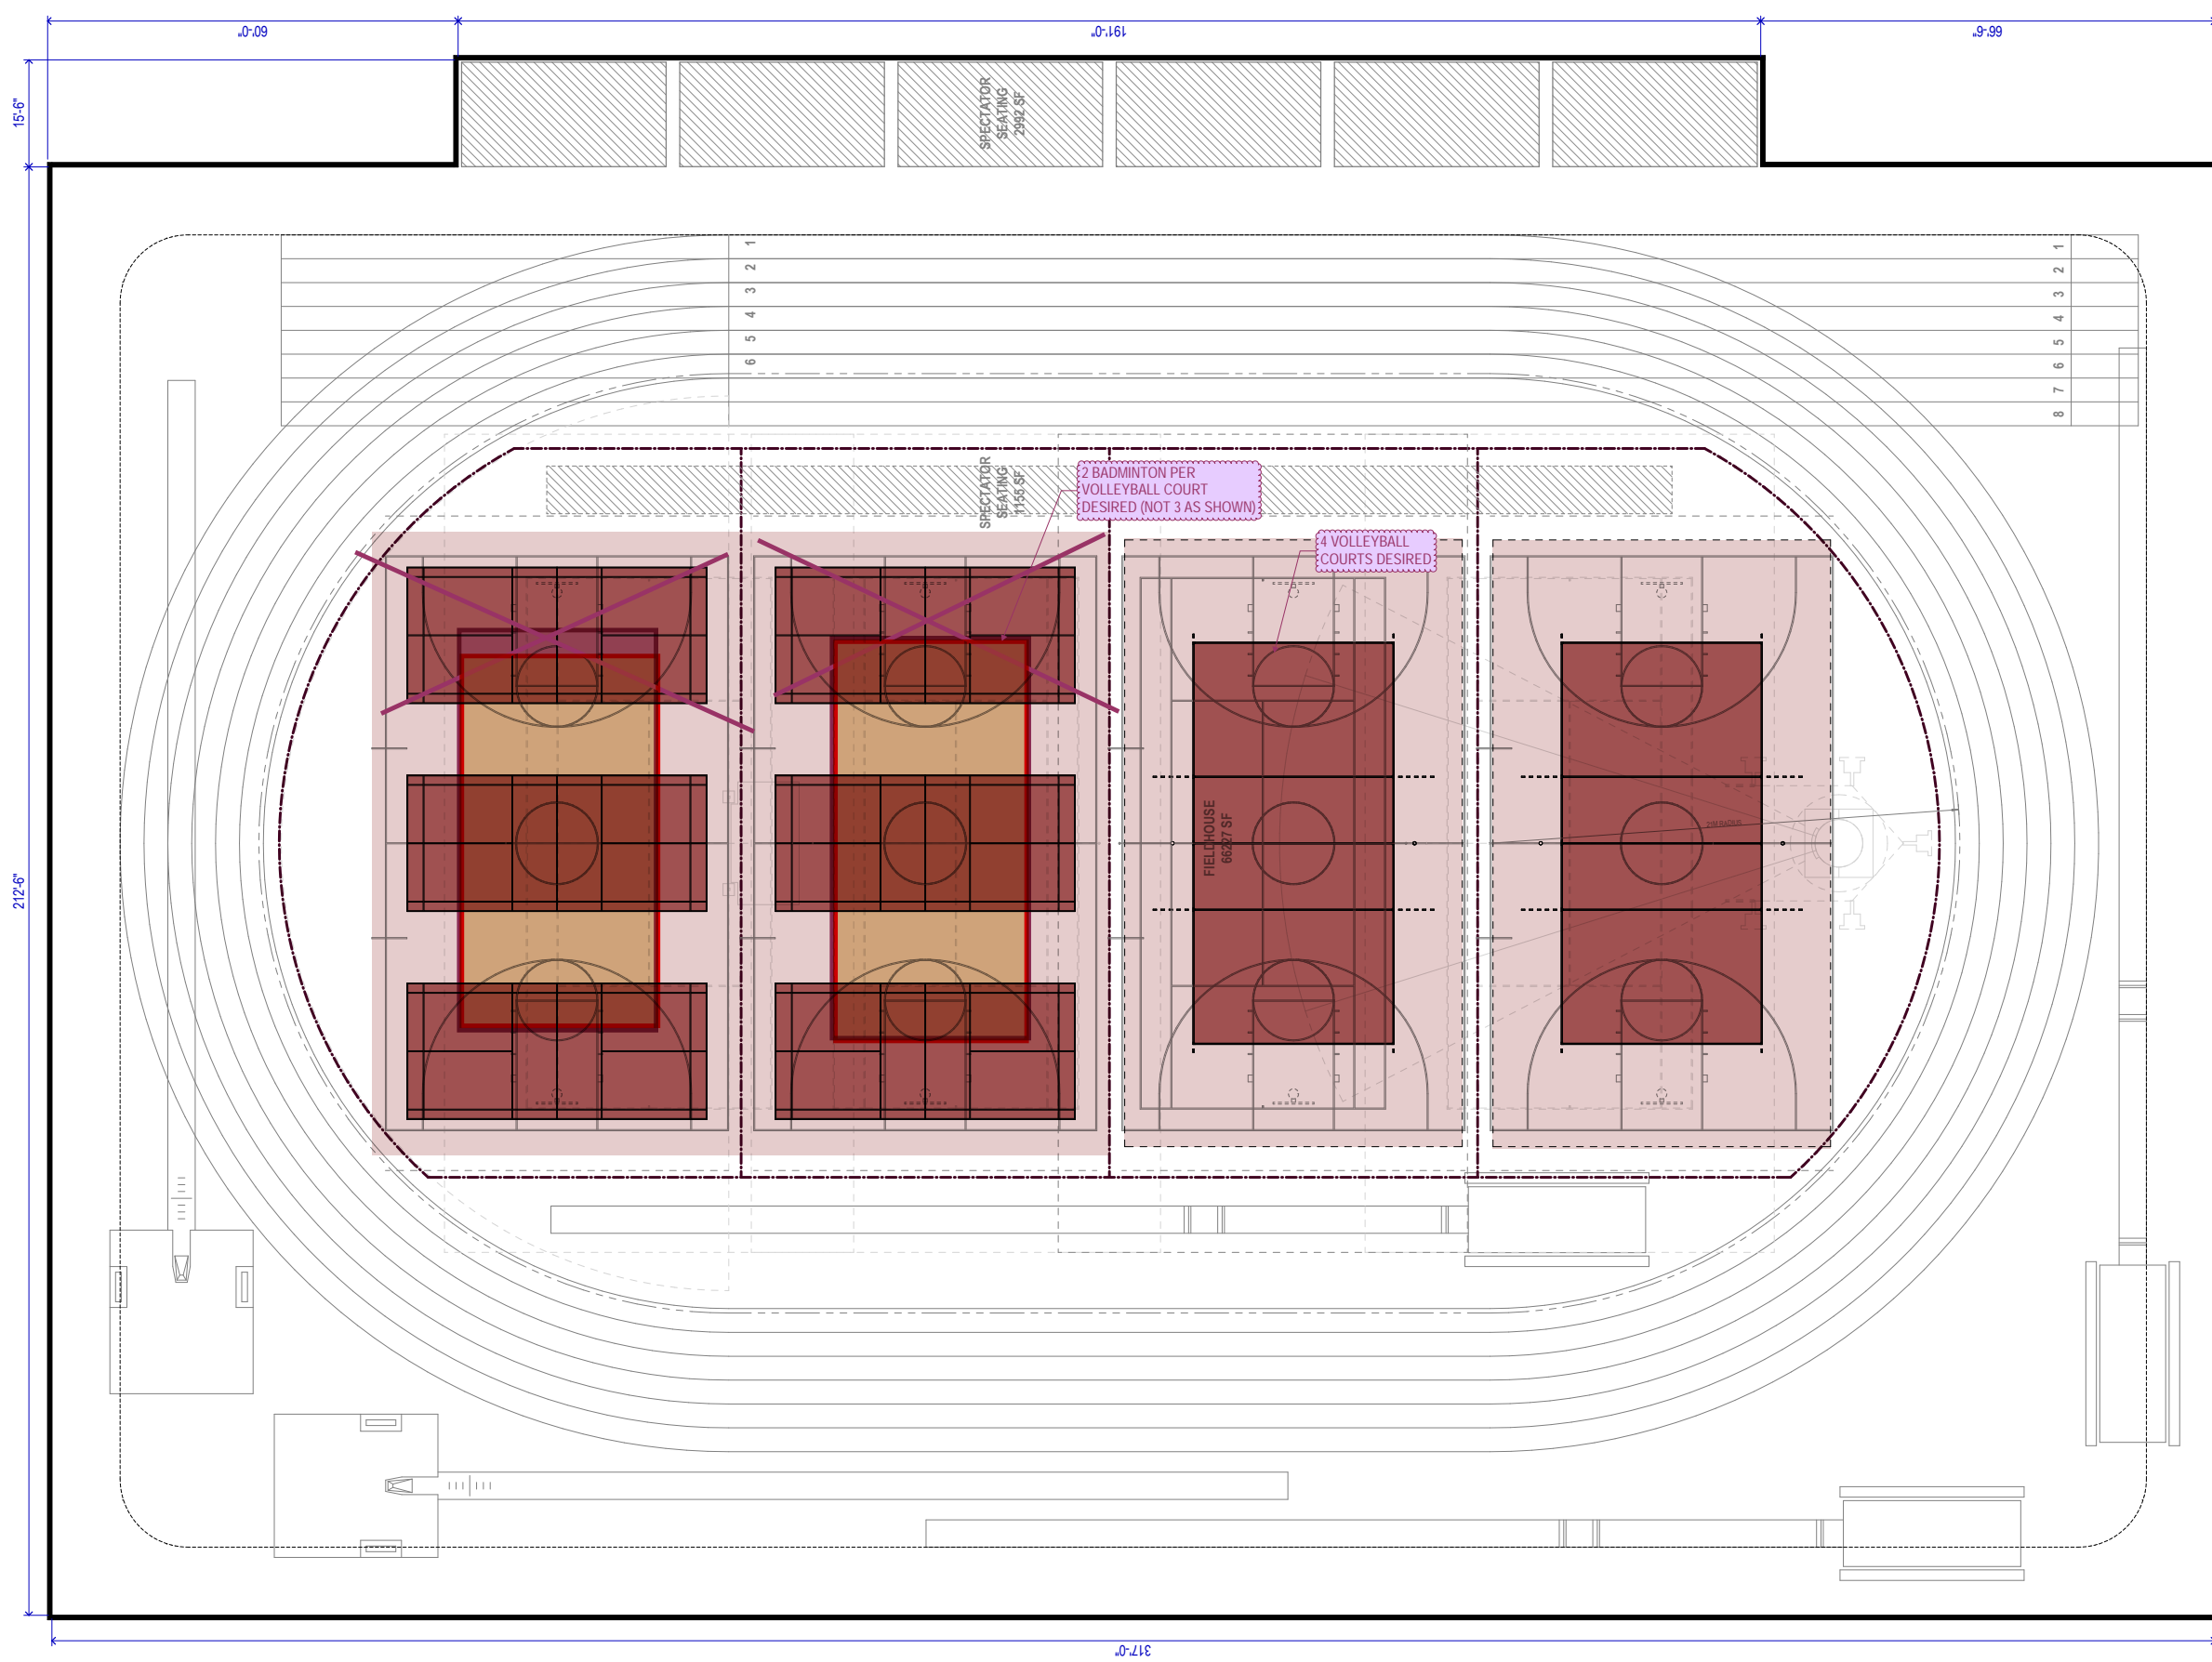 60'-0"
191'-0"
66'-6"
15'-6"
SPECTATOR
SEATING
2992 SF
1
2
3
4
5
6
1
2
3
4
5
6
7
8
SPECTATOR
SEATING
1155 SF
2 BADMINTON PER
VOLLEYBALL COURT
DESIRED (NOT 3 AS SHOWN)
4 VOLLEYBALL
COURTS DESIRED
FIELDHOUSE
66227 SF
212'-6"
317'-0"